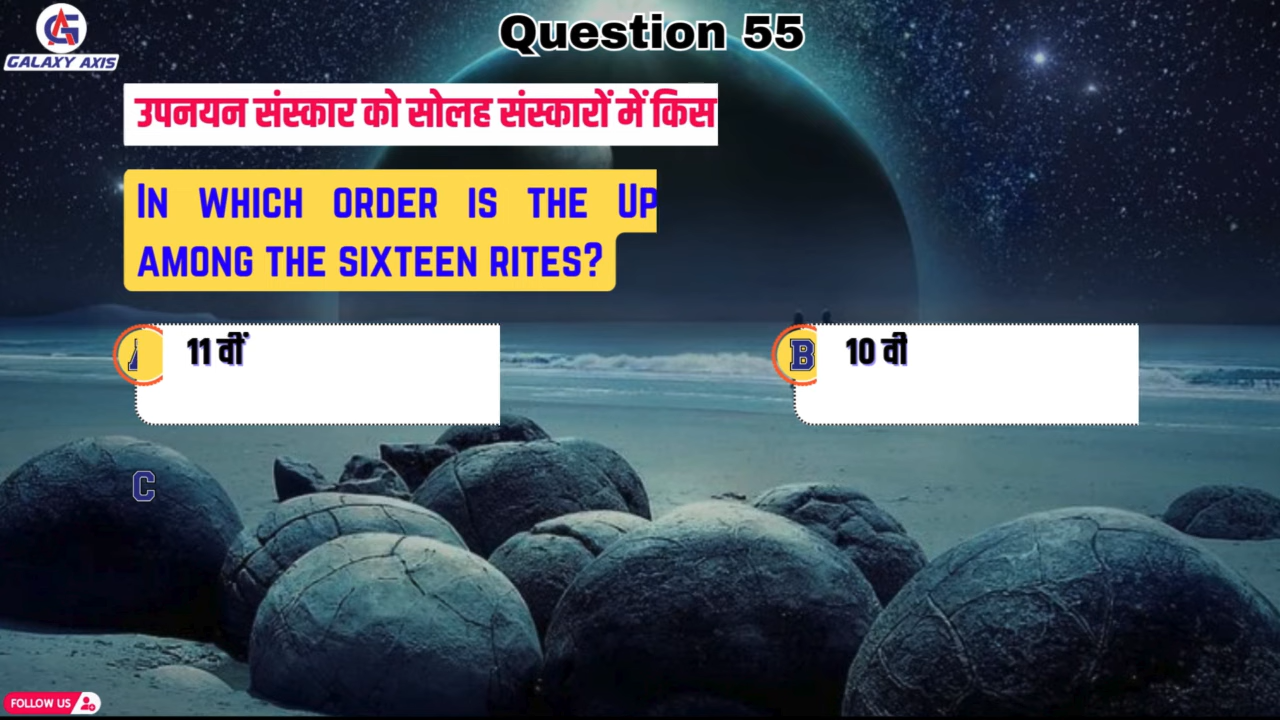 Question 55
GALAXY AXIS
उपनयन संस्कार को सोलह संस्कारों में किस
IN WHICH ORDER IS THE UP
AMONG THE SIXTEEN RITES?
A 11 वीं
B 10 वी
C
FOLLOW US